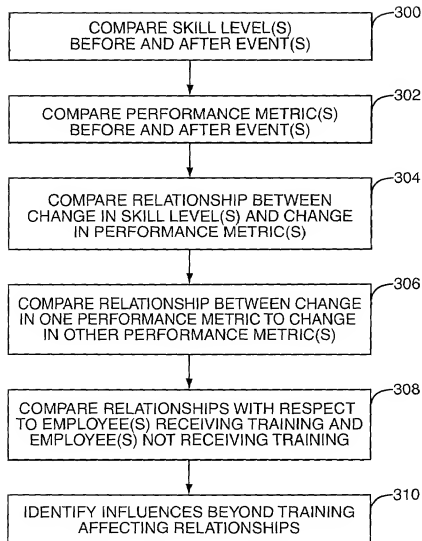 300
COMPARE SKILL LEVEL(S)
BEFORE AND AFTER EVENT(S)
302
COMPARE PERFORMANCE METRIC(S)
BEFORE AND AFTER EVENT(S)
304
COMPARE RELATIONSHIP BETWEEN
CHANGE IN SKILL LEVEL(S) AND CHANGE
IN PERFORMANCE METRIC(S)
306
COMPARE RELATIONSHIP BETWEEN CHANGE
IN ONE PERFORMANCE METRIC TO CHANGE
IN OTHER PERFORMANCE METRIC(S)
308
COMPARE RELATIONSHIPS WITH RESPECT
TO EMPLOYEE(S) RECEIVING TRAINING AND
EMPLOYEE(S) NOT RECEIVING TRAINING
310
IDENTIFY INFLUENCES BEYOND TRAINING
AFFECTING RELATIONSHIPS